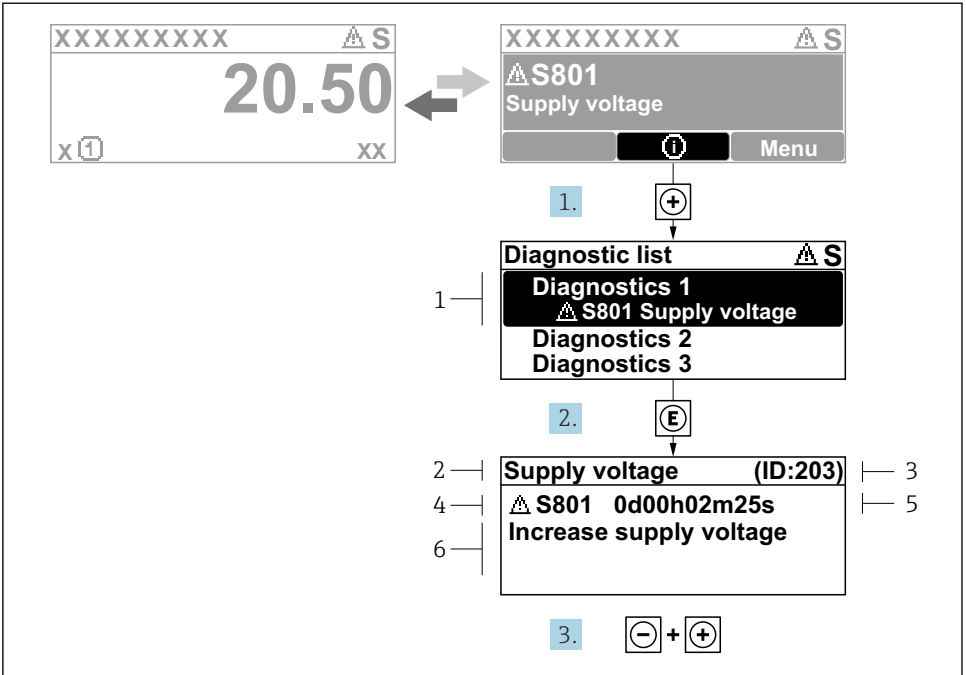 XXXXXXXXX ⚠ S
20.50
x ① xx
XXXXXXXXX ⚠ S
⚠ S801
Supply voltage
ⓘ Menu
1. +
Diagnostic list ⚠ S
1
Diagnostics 1
⚠ S801 Supply voltage
Diagnostics 2
Diagnostics 3
2. E
2 Supply voltage (ID:203) 3
4 ⚠ S801 0d00h02m25s 5
6 Increase supply voltage
3. − + +